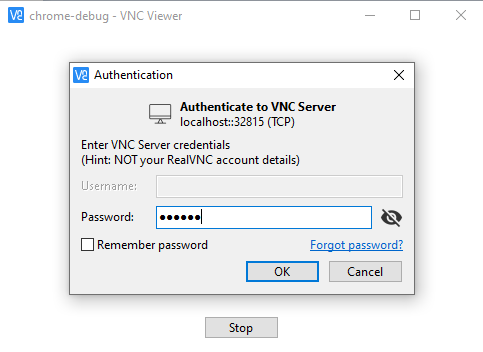 chrome-debug - VNC Viewer
Authentication
Authenticate to VNC Server
localhost::32815 (TCP)
Enter VNC Server credentials
(Hint: NOT your RealVNC account details)
Username:
Password: ●●●●●●
Remember password Forgot password?
OK Cancel
Stop